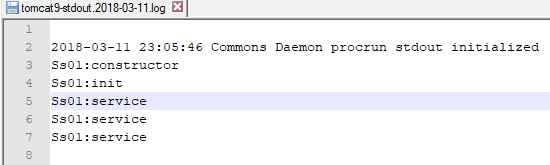 tomcat9-stdout.2018-03-11.log
1
2 2018-03-11 23:05:46 Commons Daemon procrun stdout initialized
3 Ss01:constructor
4 Ss01:init
5 Ss01:service
6 Ss01:service
7 Ss01:service
8